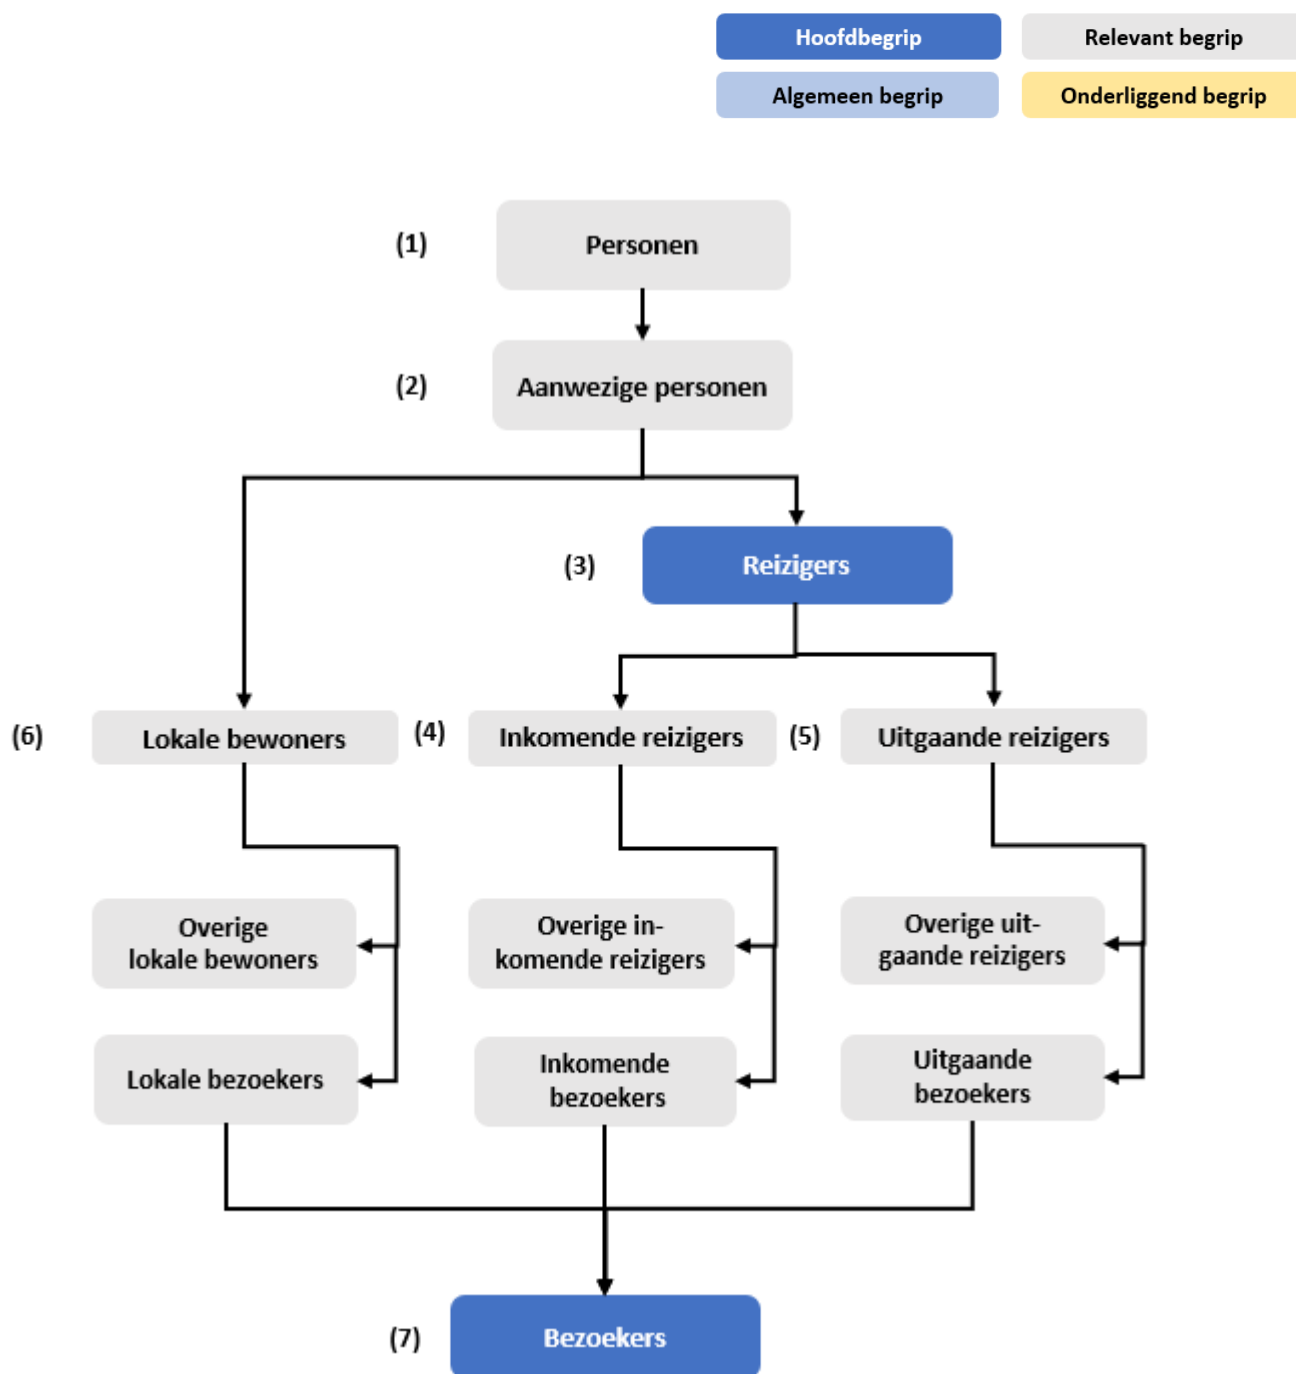 Hoofdbegrip
Relevant begrip
Algemeen begrip
Onderliggend begrip
(1)
Personen
(2)
Aanwezige personen
(3)
Reizigers
(6)
Lokale bewoners
(4)
Inkomende reizigers
(5)
Uitgaande reizigers
Overige
lokale bewoners
Overige in-
komende reizigers
Overige uit-
gaande reizigers
Lokale bezoekers
Inkomende
bezoekers
Uitgaande
bezoekers
(7)
Bezoekers